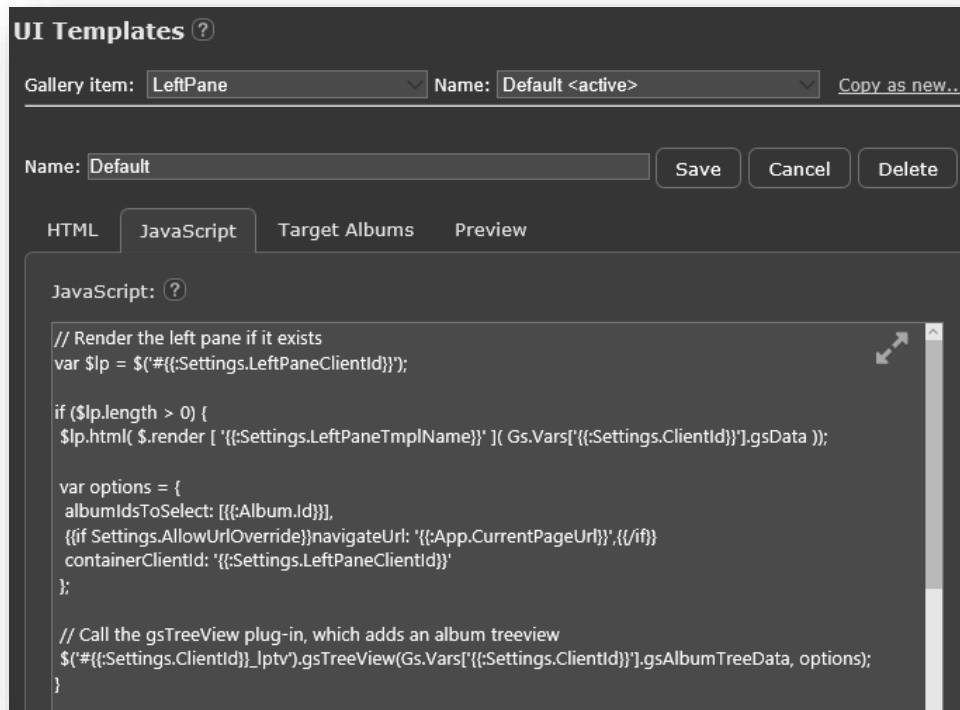 UI Templates ?
Gallery item: LeftPane Name: Default <active> Copy as new...
Name: Default Save Cancel Delete
HTML JavaScript Target Albums Preview
JavaScript: ?
// Render the left pane if it exists
var $lp = $('#{{:Settings.LeftPaneClientId}}');
if ($lp.length > 0) {
$lp.html( $.render [ '{{:Settings.LeftPaneTmplName}}' ]( Gs.Vars['{{:Settings.ClientId}}'].gsData ));
var options = {
albumIdsToSelect: [{{:Album.Id}}],
{{if Settings.AllowUrlOverride}}navigateUrl: '{{:App.CurrentPageUrl}}',{{/if}}
containerClientId: '{{:Settings.LeftPaneClientId}}'
};
// Call the gsTreeView plug-in, which adds an album treeview
$('#{{:Settings.ClientId}}_lptv').gsTreeView(Gs.Vars['{{:Settings.ClientId}}'].gsAlbumTreeData, options);
}